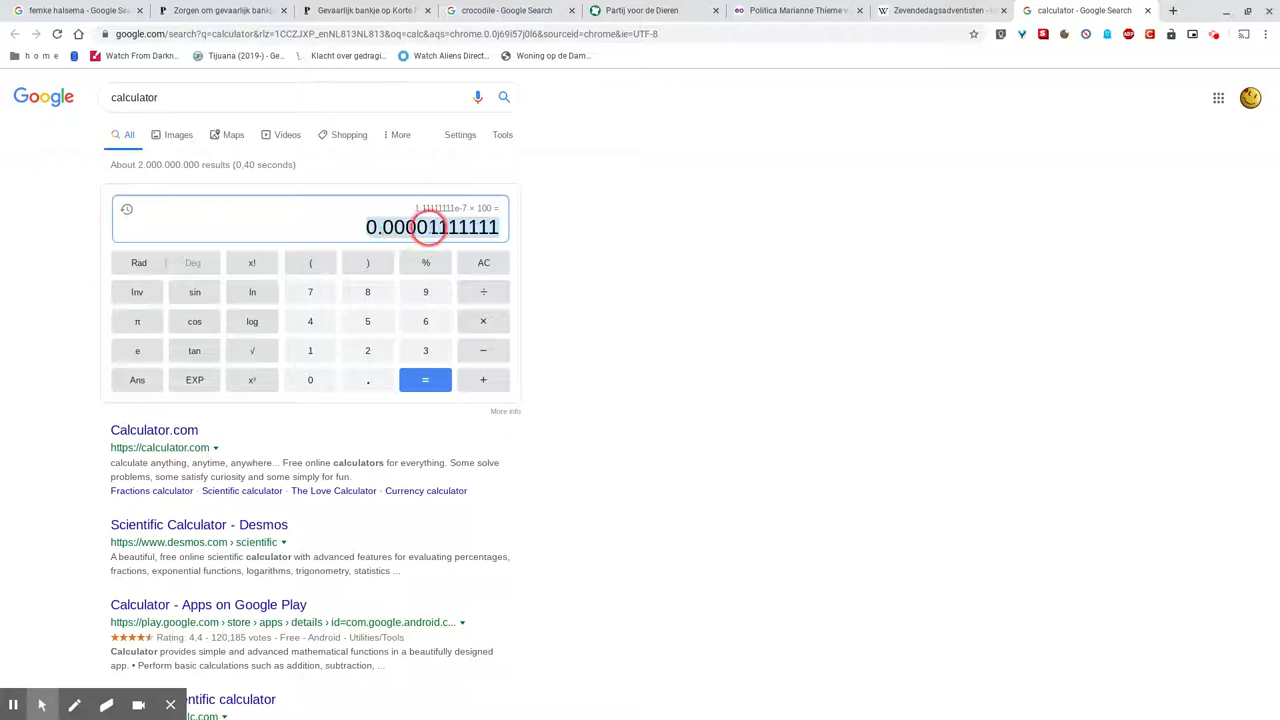 femke halsema - Google Sea
Zorgen om gevaarlijk bankje
Gevaarlijk bankje op Korte P
crocodile - Google Search
Partij voor de Dieren
Politica Marianne Thieme v
Zevendedagsadventisten -
calculator - Google Search
google.com/search?q=calculator&rlz=1CCZJXP_enNL813NL813&oq=calc&aqs=chrome.0.0j69i57j0l6&sourceid=chrome&ie=UTF-8
h o m e
Watch From Darkn...
Tijuana (2019-) - Ge...
Klacht over gedragi...
Watch Aliens Direct...
Woning op de Dam...
Google
calculator
All
Images
Maps
Videos
Shopping
More
Settings
Tools
About 2.000.000.000 results (0,40 seconds)
1.11111111e-7 × 100 =
0.00001111111
Rad
Deg
x!
(
)
%
AC
Inv
sin
ln
7
8
9
÷
π
cos
log
4
5
6
×
e
tan
√
1
2
3
−
Ans
EXP
xʸ
0
.
=
+
More info
Calculator.com
https://calculator.com
calculate anything, anytime, anywhere... Free online calculators for everything. Some solve
problems, some satisfy curiosity and some simply for fun.
Fractions calculator · Scientific calculator · The Love Calculator · Currency calculator
Scientific Calculator - Desmos
https://www.desmos.com › scientific
A beautiful, free online scientific calculator with advanced features for evaluating percentages,
fractions, exponential functions, logarithms, trigonometry, statistics ...
Calculator - Apps on Google Play
https://play.google.com › store › apps › details › id=com.google.android.c...
Rating: 4,4 - 120,185 votes - Free - Android - Utilities/Tools
Calculator provides simple and advanced mathematical functions in a beautifully designed
app. • Perform basic calculations such as addition, subtraction, ...
entific calculator
lc.com